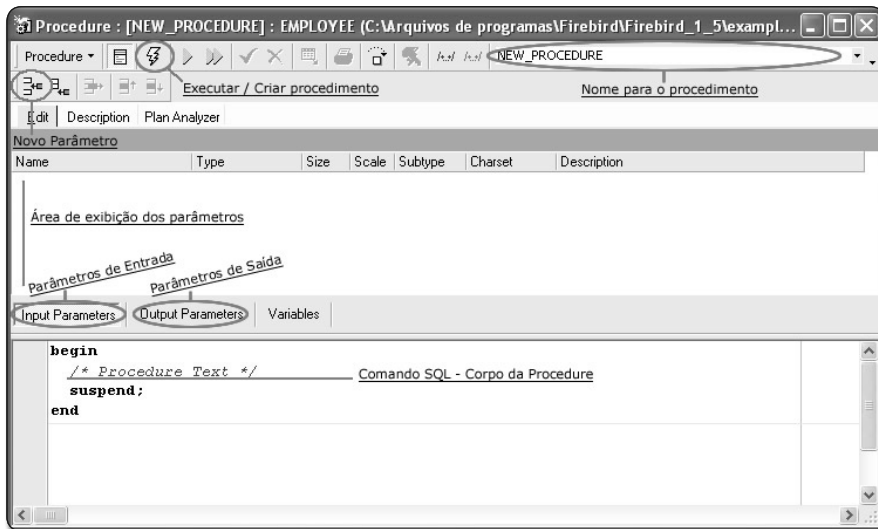 Procedure : [NEW_PROCEDURE] : EMPLOYEE (C:\Arquivos de programas\Firebird\Firebird_1_5\exampl...
Procedure
NEW_PROCEDURE
Executar / Criar procedimento
Nome para o procedimento
Edit Description Plan Analyzer
Novo Parâmetro
Name Type Size Scale Subtype Charset Description
Área de exibição dos parâmetros
Parâmetros de Entrada
Parâmetros de Saída
Input Parameters Output Parameters Variables
begin
/* Procedure Text */
Comando SQL - Corpo da Procedure
suspend;
end